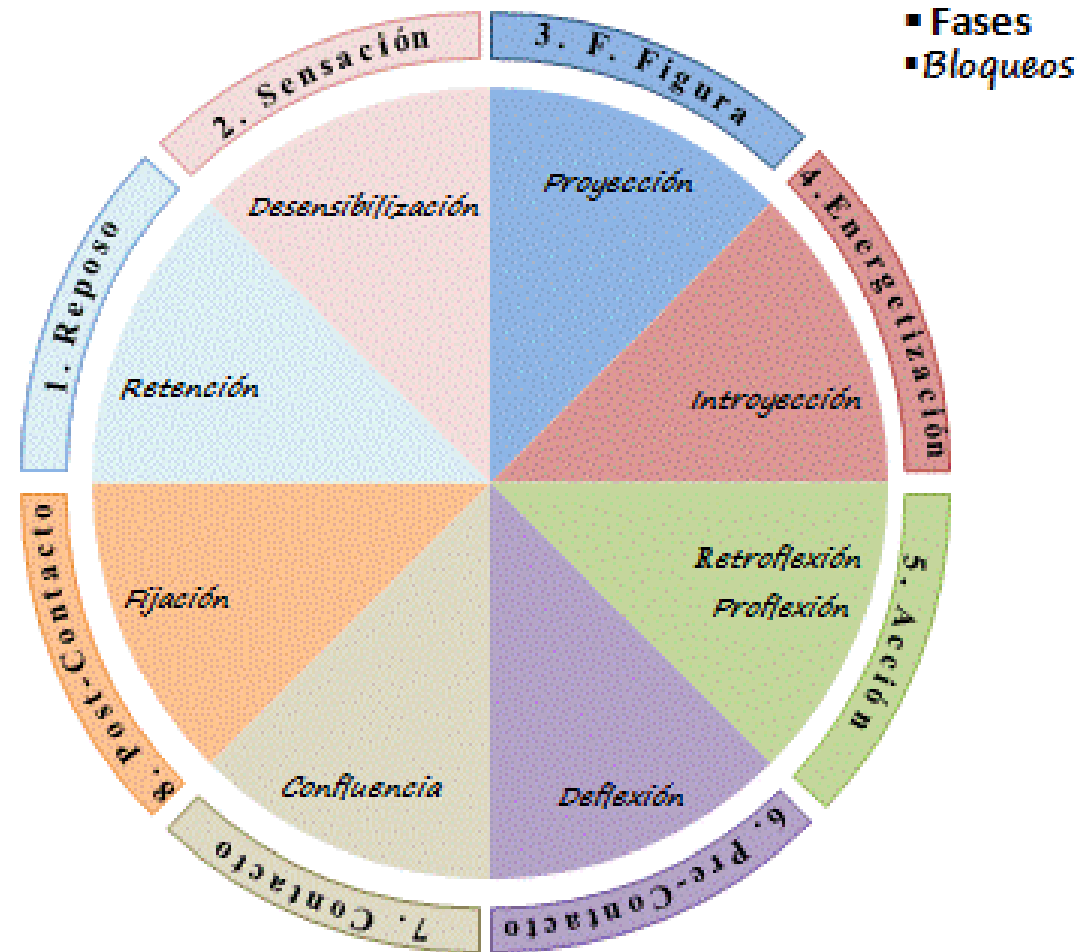 ▪ Fases
▪ Bloqueos
1. Reposo
2. Sensación
3. F. Figura
4. Energetización
5. Acción
6. Pre-Contacto
7. Contacto
8. Post-Contacto
Retención
Desensibilización
Proyección
Introyección
Retroflexión
Proflexión
Deflexión
Confluencia
Fijación